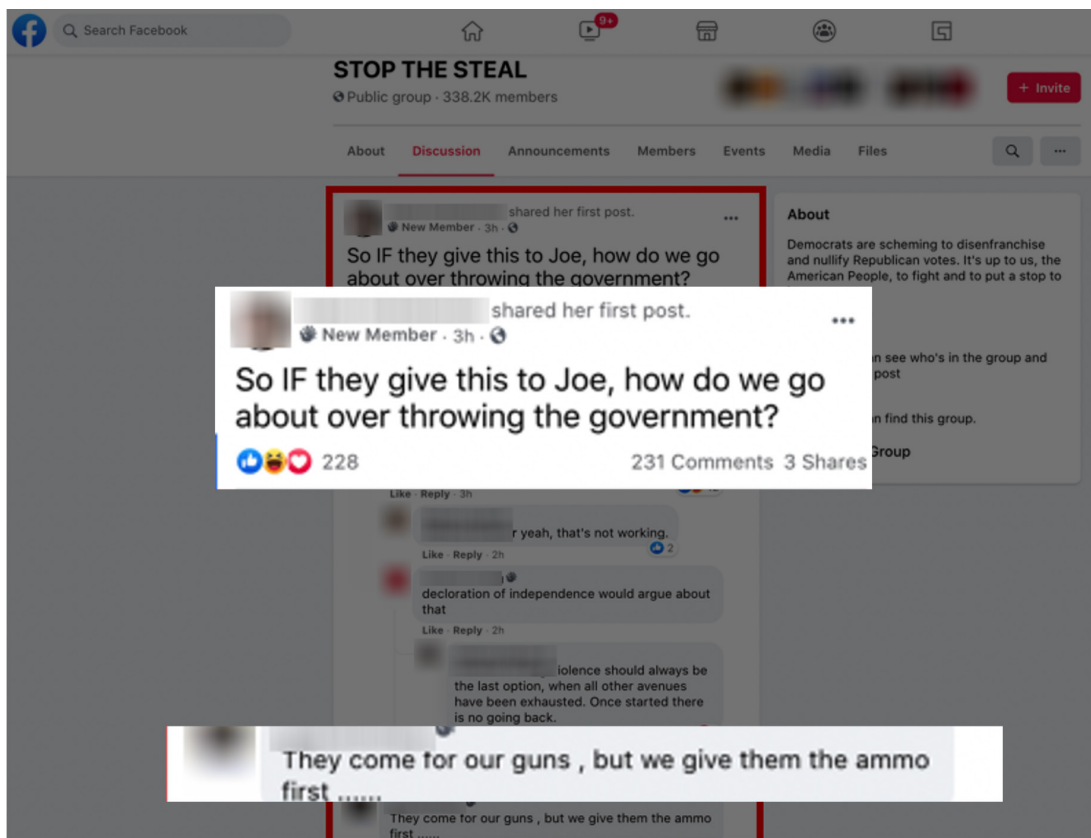 Search Facebook
9+
STOP THE STEAL
Public group · 338.2K members
+ Invite
About Discussion Announcements Members Events Media Files
shared her first post.
New Member · 3h ·
So IF they give this to Joe, how do we go
about over throwing the government?
About
Democrats are scheming to disenfranchise
and nullify Republican votes. It's up to us, the
American People, to fight and to put a stop to
shared her first post.
New Member · 3h ·
So IF they give this to Joe, how do we go
about over throwing the government?
228 231 Comments 3 Shares
see who's in the group and
post
find this group.
Group
Like · Reply · 3h
yeah, that's not working.
2
Like · Reply · 2h
decloration of independence would argue about
that
Like · Reply · 2h
iolence should always be
the last option, when all other avenues
have been exhausted. Once started there
is no going back.
They come for our guns , but we give them the ammo
first ......
They come for our guns , but we give them the ammo
first ......